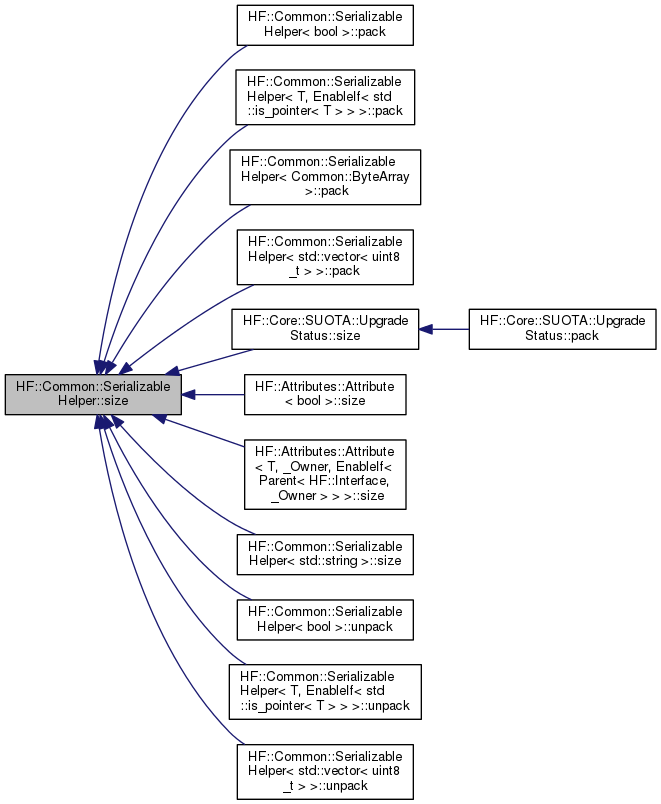 HF::Common::Serializable
Helper< bool >::pack
HF::Common::Serializable
Helper< T, EnableIf< std
::is_pointer< T > > >::pack
HF::Common::Serializable
Helper< Common::ByteArray
>::pack
HF::Common::Serializable
Helper< std::vector< uint8
_t > >::pack
HF::Core::SUOTA::Upgrade
Status::size
HF::Core::SUOTA::Upgrade
Status::pack
HF::Common::Serializable
Helper::size
HF::Attributes::Attribute
< bool >::size
HF::Attributes::Attribute
< T, _Owner, EnableIf<
Parent< HF::Interface,
_Owner > > >::size
HF::Common::Serializable
Helper< std::string >::size
HF::Common::Serializable
Helper< bool >::unpack
HF::Common::Serializable
Helper< T, EnableIf< std
::is_pointer< T > > >::unpack
HF::Common::Serializable
Helper< std::vector< uint8
_t > >::unpack